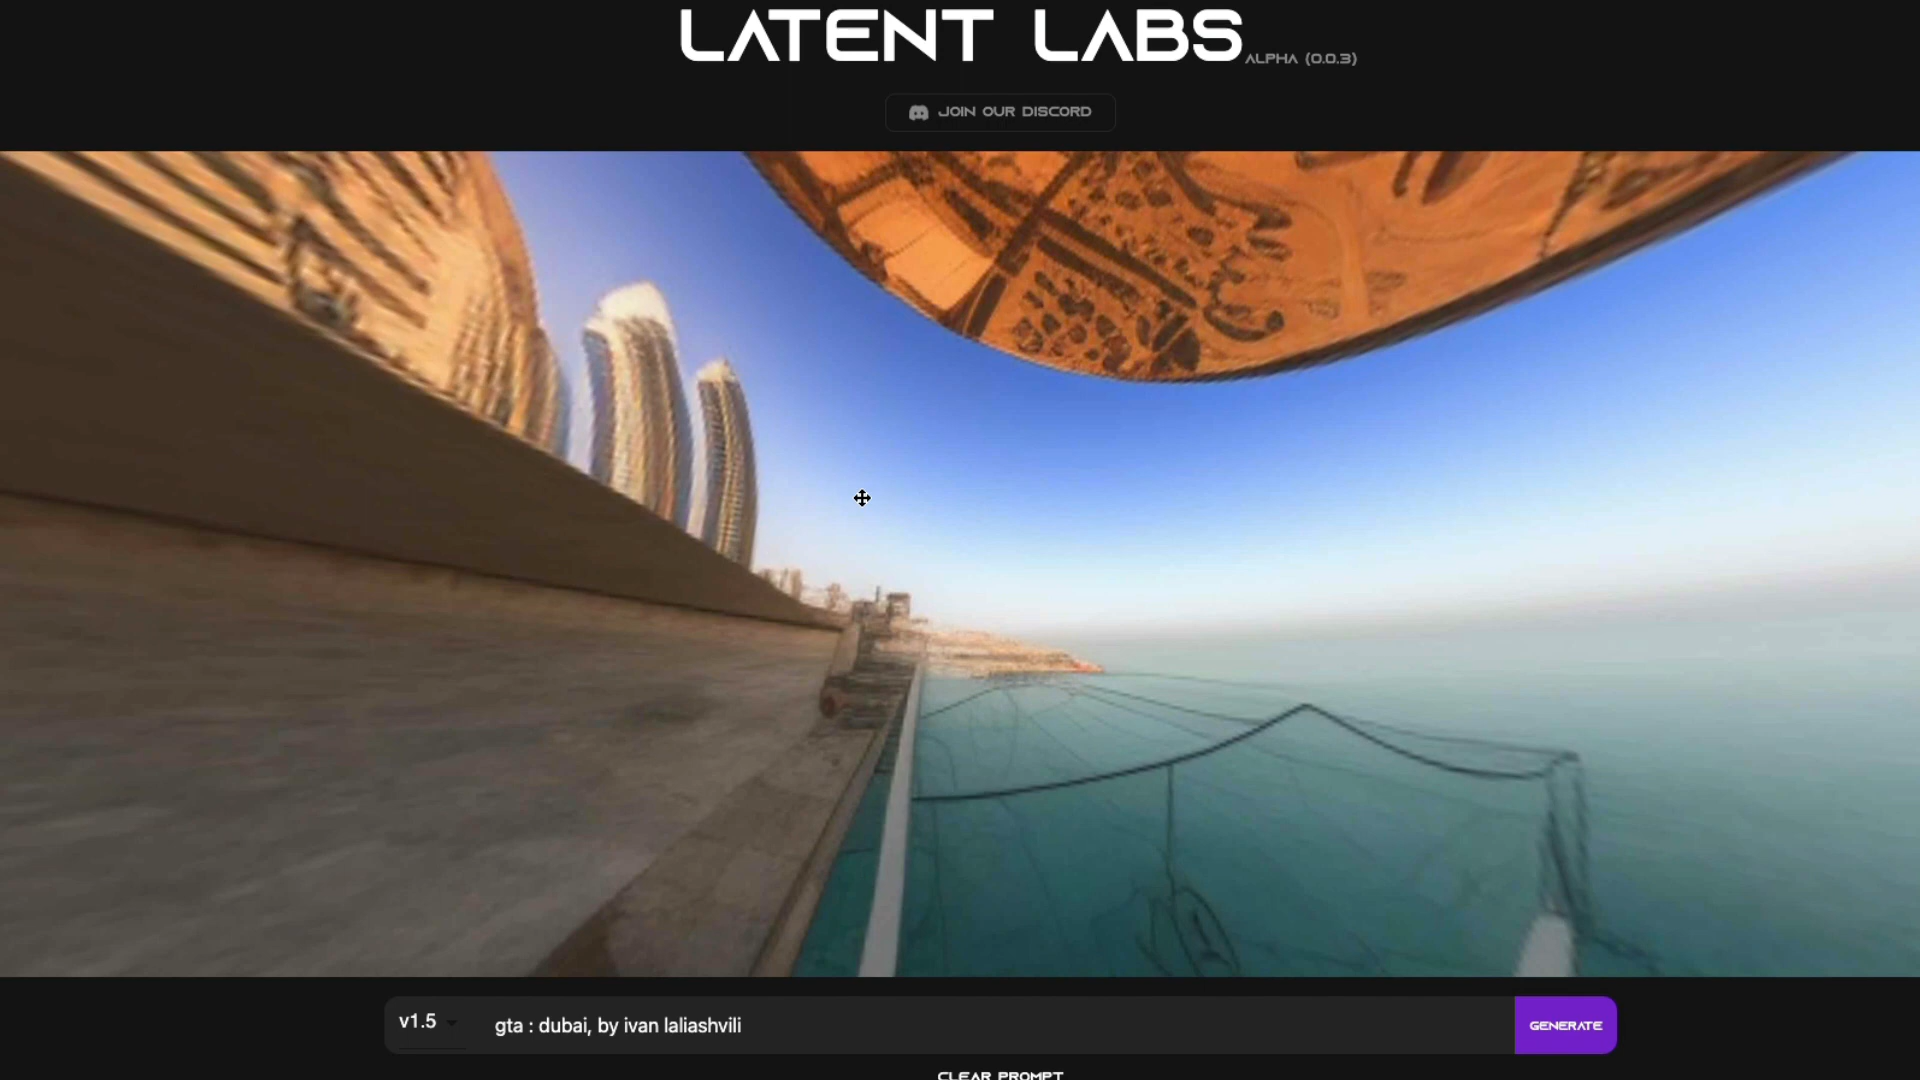 LATENT LABS
ALPHA (0.0.3)
JOIN OUR DISCORD
v1.5
gta : dubai, by ivan laliashvili
GENERATE
CLEAR PROMPT